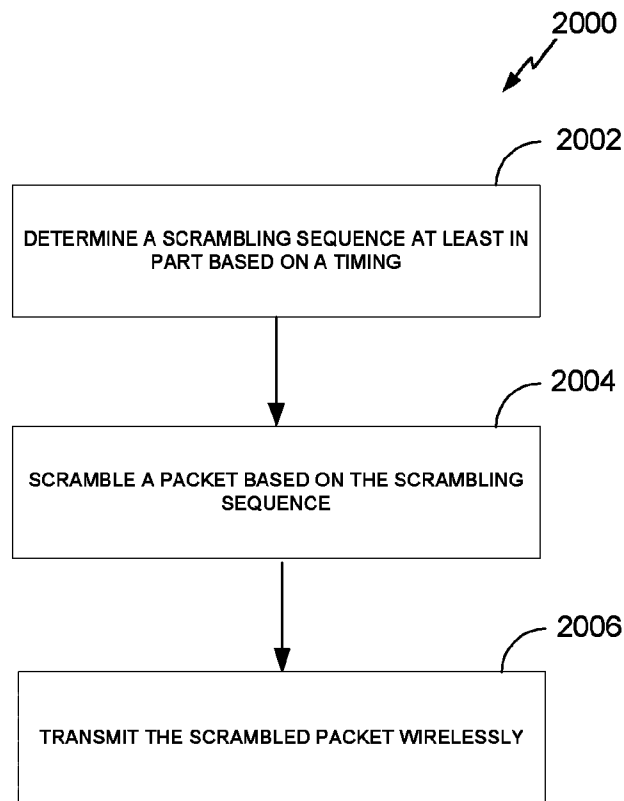 2000
2002
DETERMINE A SCRAMBLING SEQUENCE AT LEAST IN
PART BASED ON A TIMING
2004
SCRAMBLE A PACKET BASED ON THE SCRAMBLING
SEQUENCE
2006
TRANSMIT THE SCRAMBLED PACKET WIRELESSLY